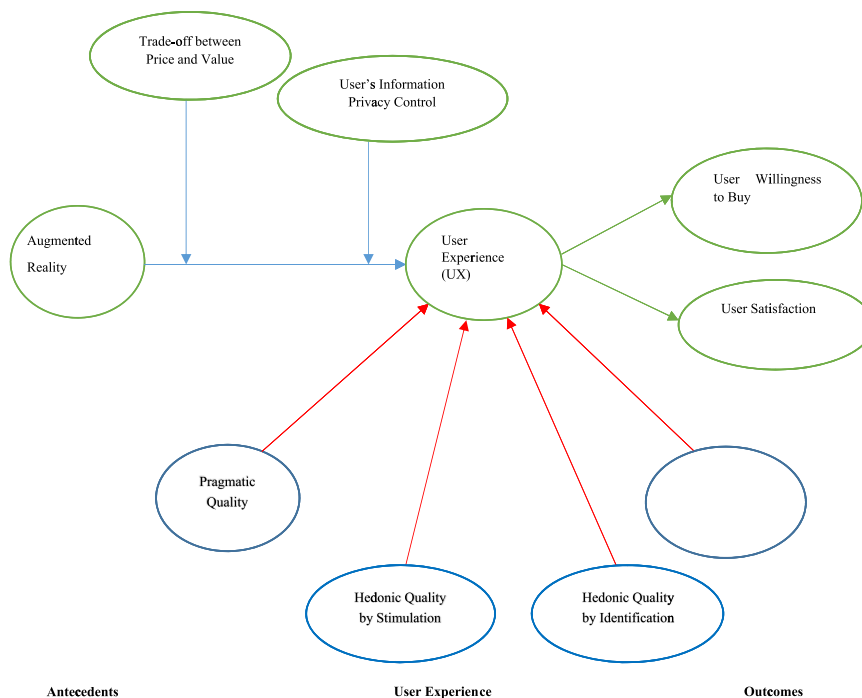 Trade-off between
Price and Value
User's Information
Privacy Control
User Willingness
to Buy
Augmented
Reality
User
Experience
(UX)
User Satisfaction
Pragmatic
Quality
Hedonic Quality
by Stimulation
Hedonic Quality
by Identification
Antecedents
User Experience
Outcomes